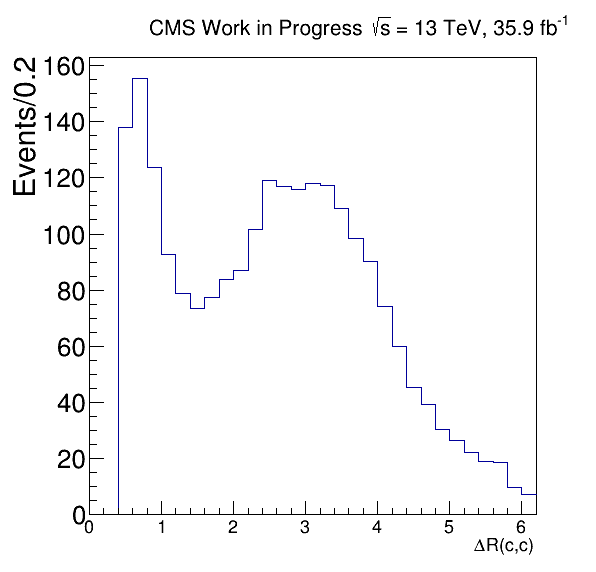 CMS Work in Progress √s = 13 TeV, 35.9 fb⁻¹
Events/0.2
160
140
120
100
80
60
40
20
0
0 1 2 3 4 5 6
ΔR(c,c)